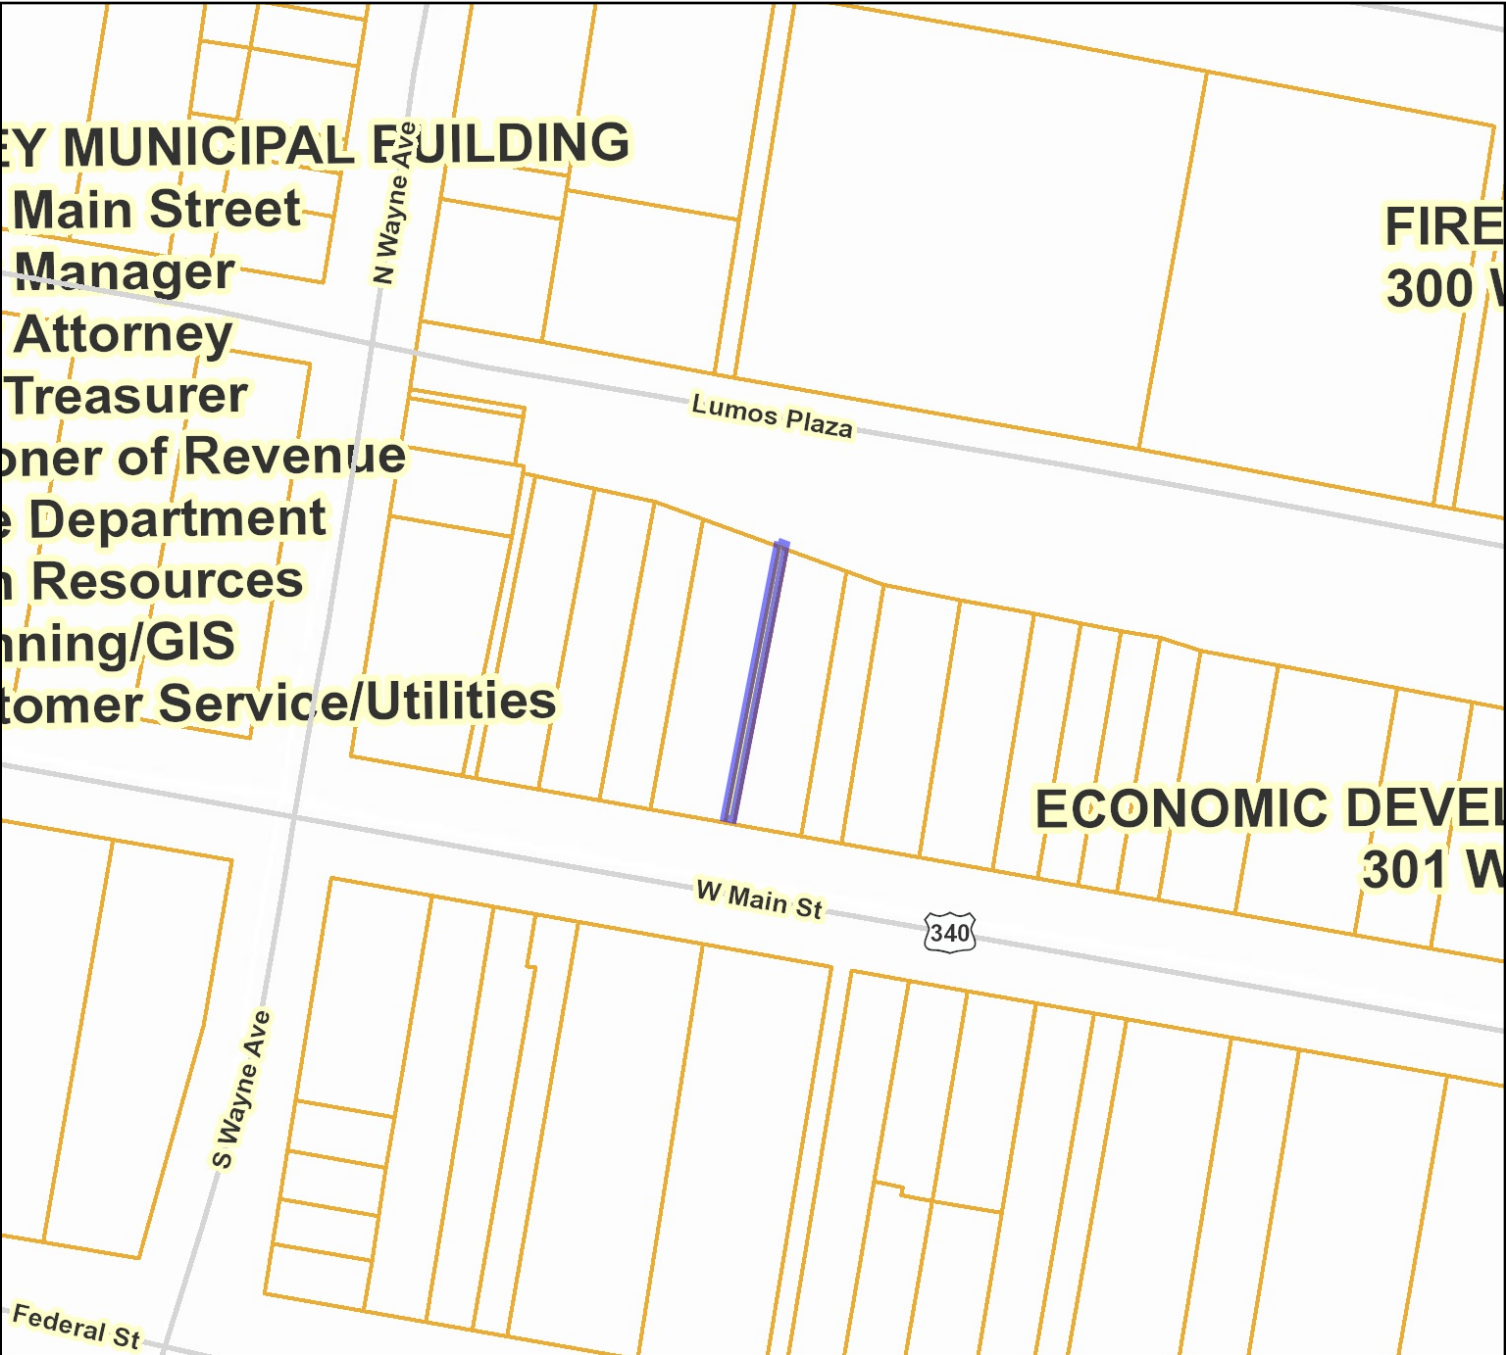 EY MUNICIPAL BUILDING
Main Street
Manager
Attorney
Treasurer
oner of Revenue
e Department
n Resources
nning/GIS
tomer Service/Utilities
N Wayne Ave
FIRE
300 W
Lumos Plaza
ECONOMIC DEVEL
301 W
W Main St
340
S Wayne Ave
Federal St